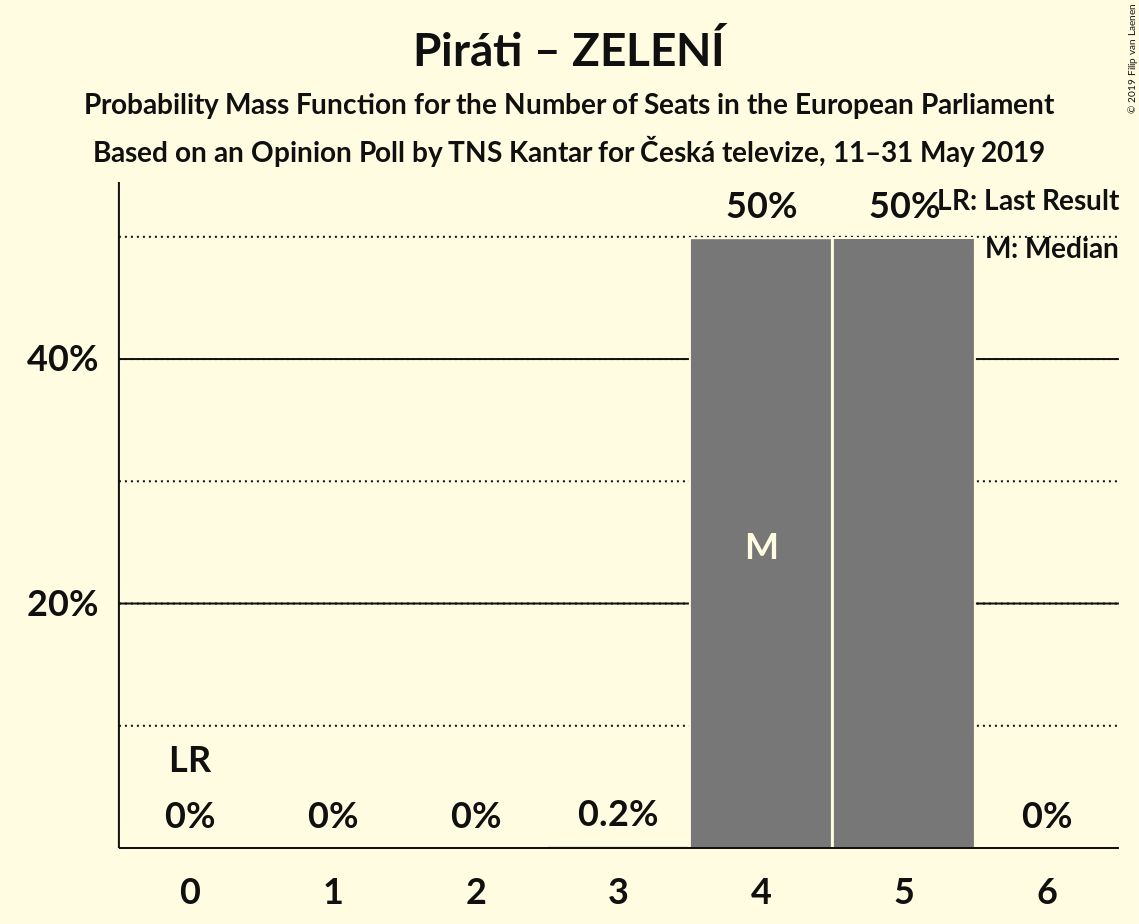 Piráti – ZELENÍ
Probability Mass Function for the Number of Seats in the European Parliament
Based on an Opinion Poll by TNS Kantar for Česká televize, 11–31 May 2019
© 2019 Filip van Laenen
LR: Last Result
M: Median
50%
50%
40%
M
20%
LR
0%
0%
0%
0.2%
0%
0
1
2
3
4
5
6